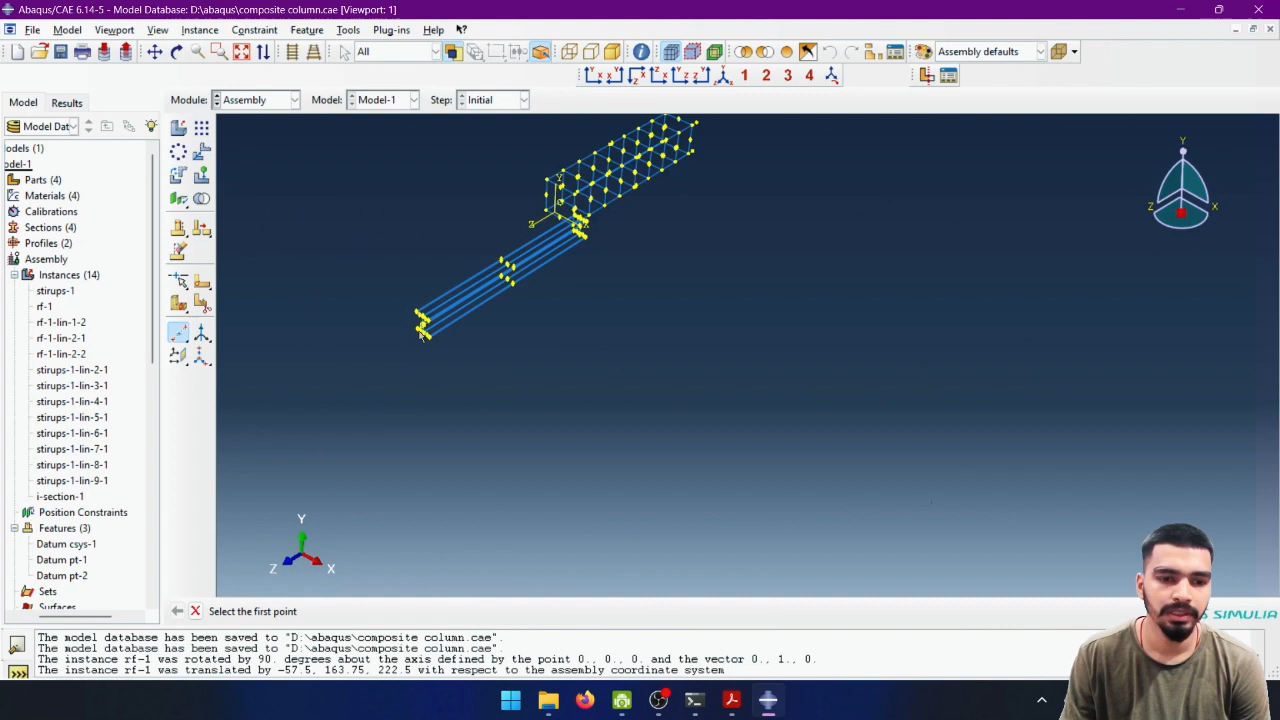 Abaqus/CAE 6.14-5 - Model Database: D:\abaqus\composite column.cae [Viewport: 1]
File Model Viewport View Instance Constraint Feature Tools Plug-ins Help
All Assembly defaults
1 2 3 4
Model Results Module: Assembly Model: Model-1 Step: Initial
Model Dat
odels (1)
odel-1
Parts (4)
Materials (4)
Calibrations
Sections (4)
Profiles (2)
Assembly
Instances (14)
stirups-1
rf-1
rf-1-lin-1-2
rf-1-lin-2-1
rf-1-lin-2-2
stirups-1-lin-2-1
stirups-1-lin-3-1
stirups-1-lin-4-1
stirups-1-lin-5-1
stirups-1-lin-6-1
stirups-1-lin-7-1
stirups-1-lin-8-1
stirups-1-lin-9-1
i-section-1
Position Constraints
Features (3)
Datum csys-1
Datum pt-1
Datum pt-2
Sets
Surfaces
Y
Z X
Y
Z
Y
Z X
Select the first point
SIMULIA
The model database has been saved to "D:\abaqus\composite column.cae".
The model database has been saved to "D:\abaqus\composite column.cae".
The instance rf-1 was rotated by 90. degrees about the axis defined by the point 0., 0., 0. and the vector 0., 1., 0.
The instance rf-1 was translated by -57.5, 163.75, 222.5 with respect to the assembly coordinate system